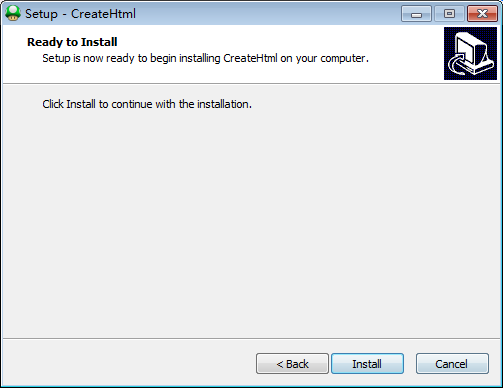 Setup - CreateHtml
Ready to Install
Setup is now ready to begin installing CreateHtml on your computer.
Click Install to continue with the installation.
< Back
Install
Cancel